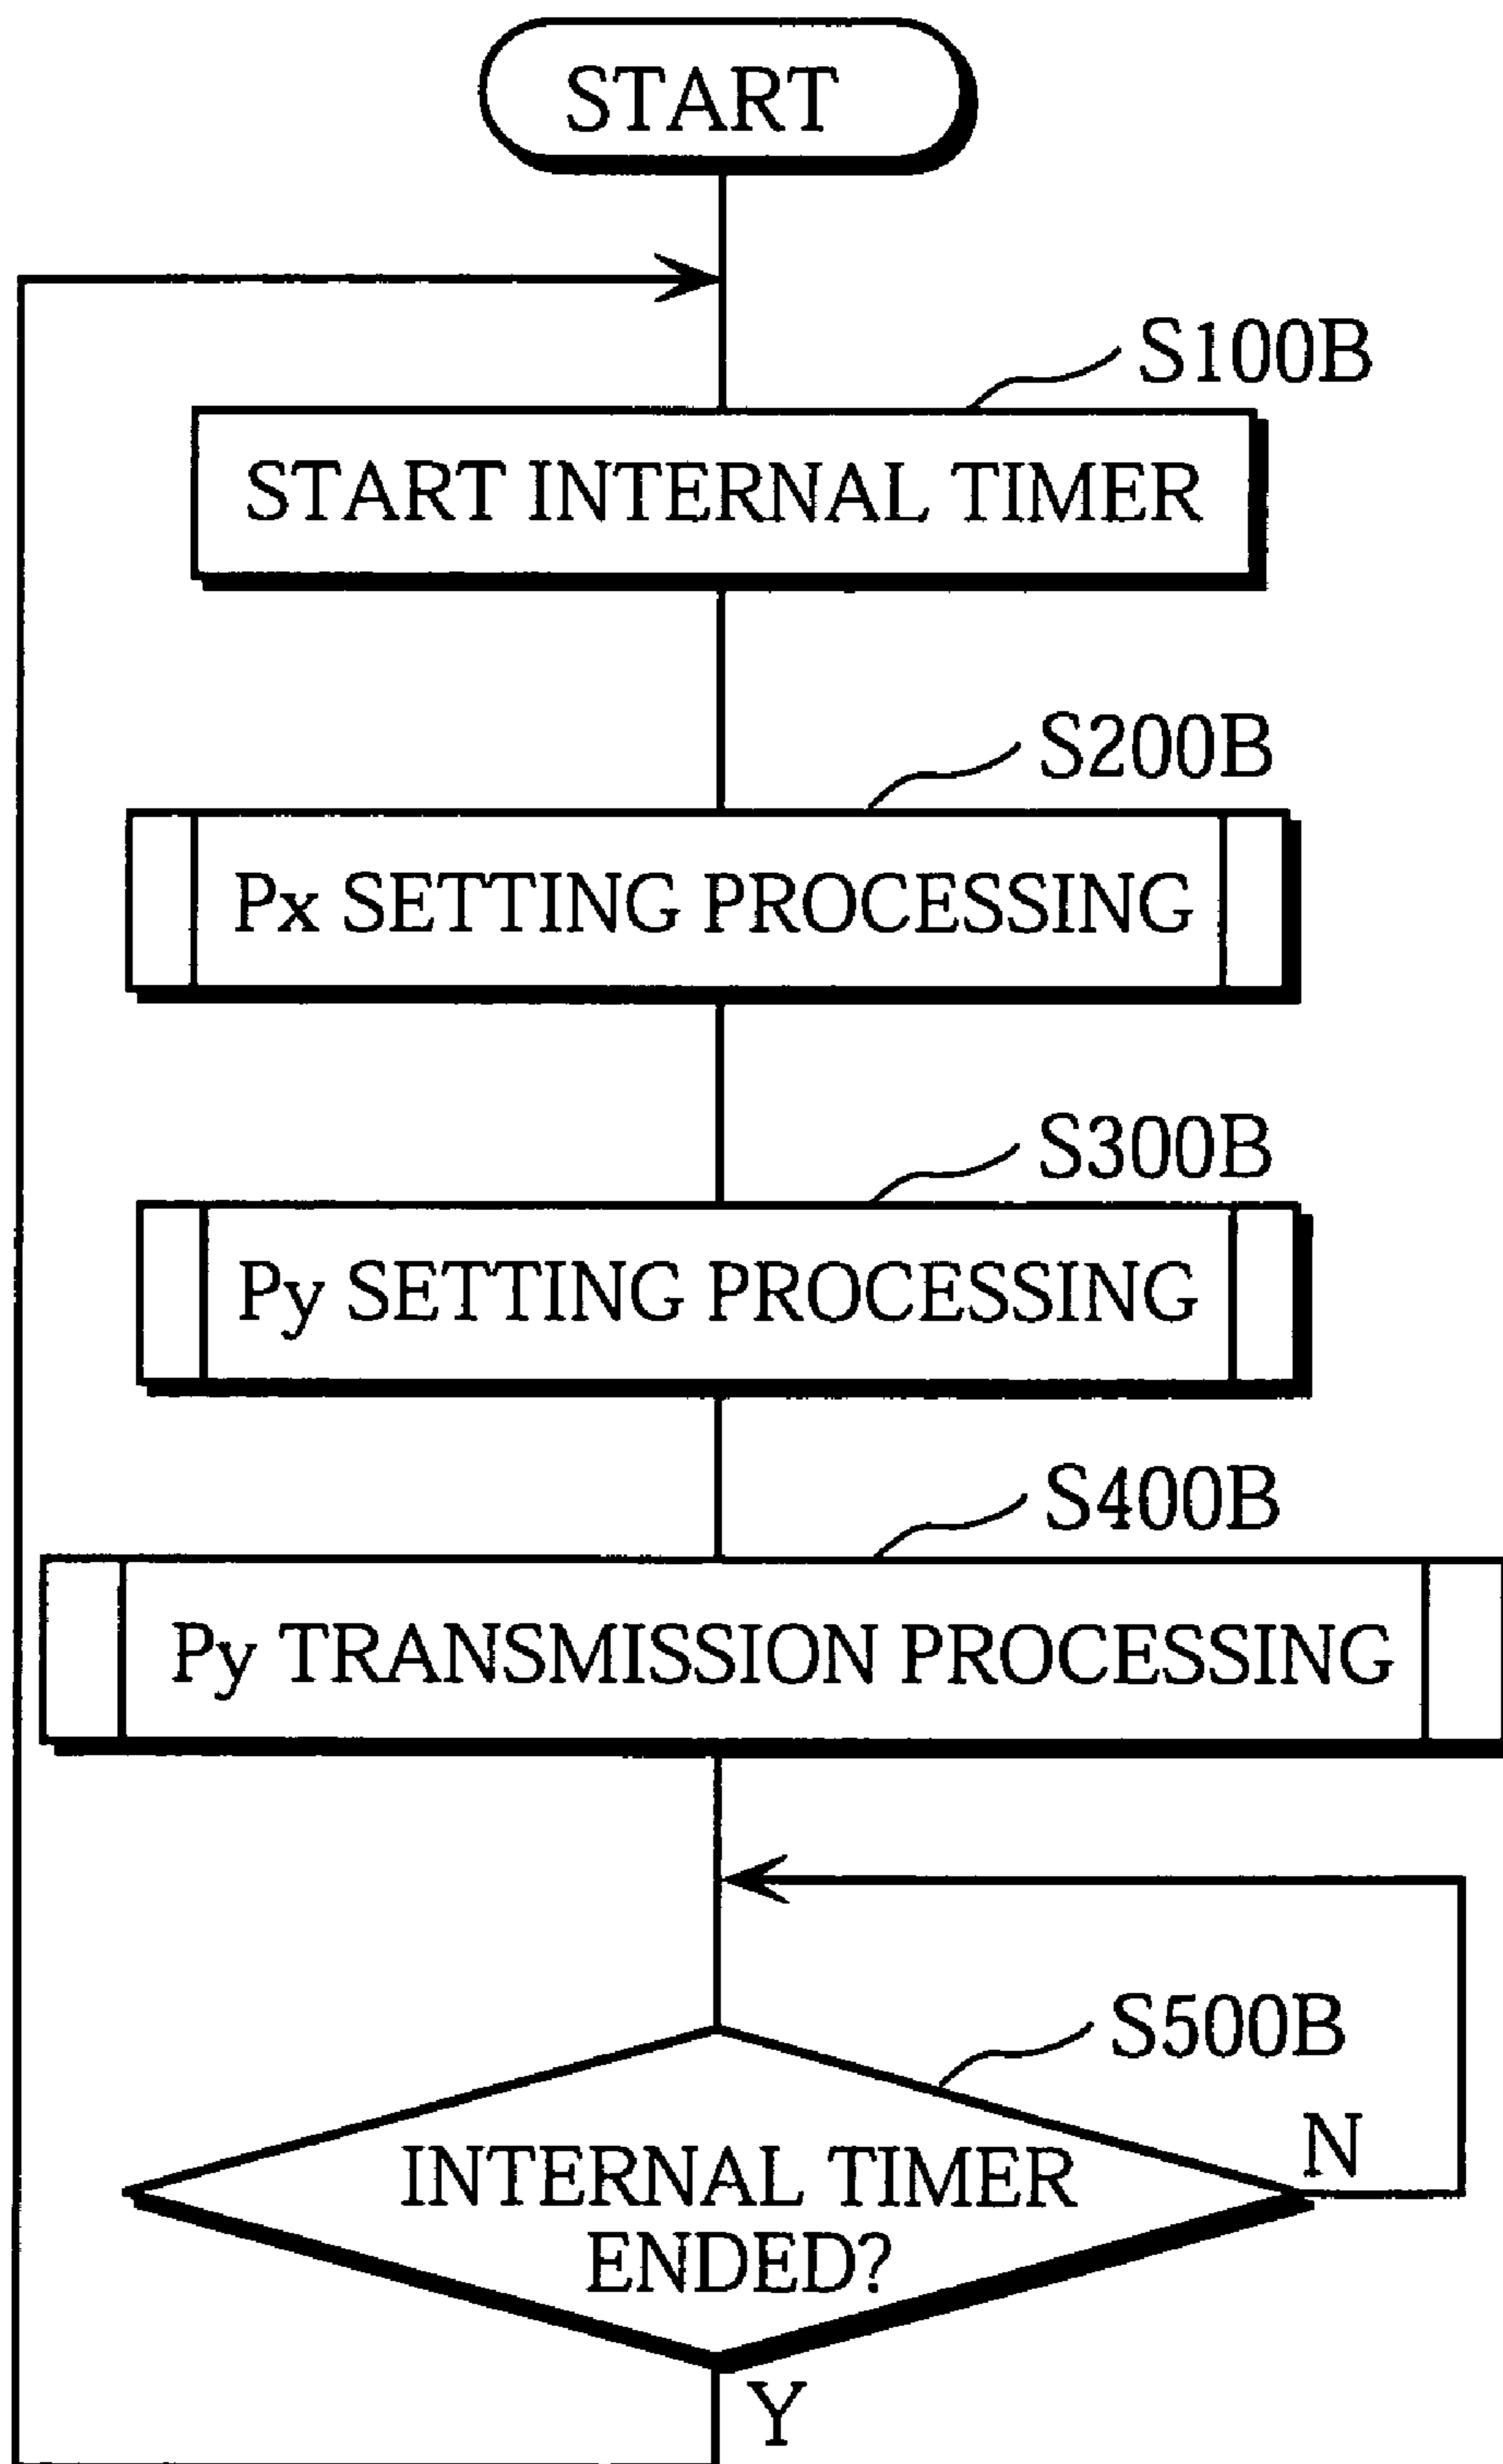 START
S100B
START INTERNAL TIMER
S200B
Px SETTING PROCESSING
S300B
Py SETTING PROCESSING
S400B
Py TRANSMISSION PROCESSING
S500B
N
INTERNAL TIMER
ENDED?
Y